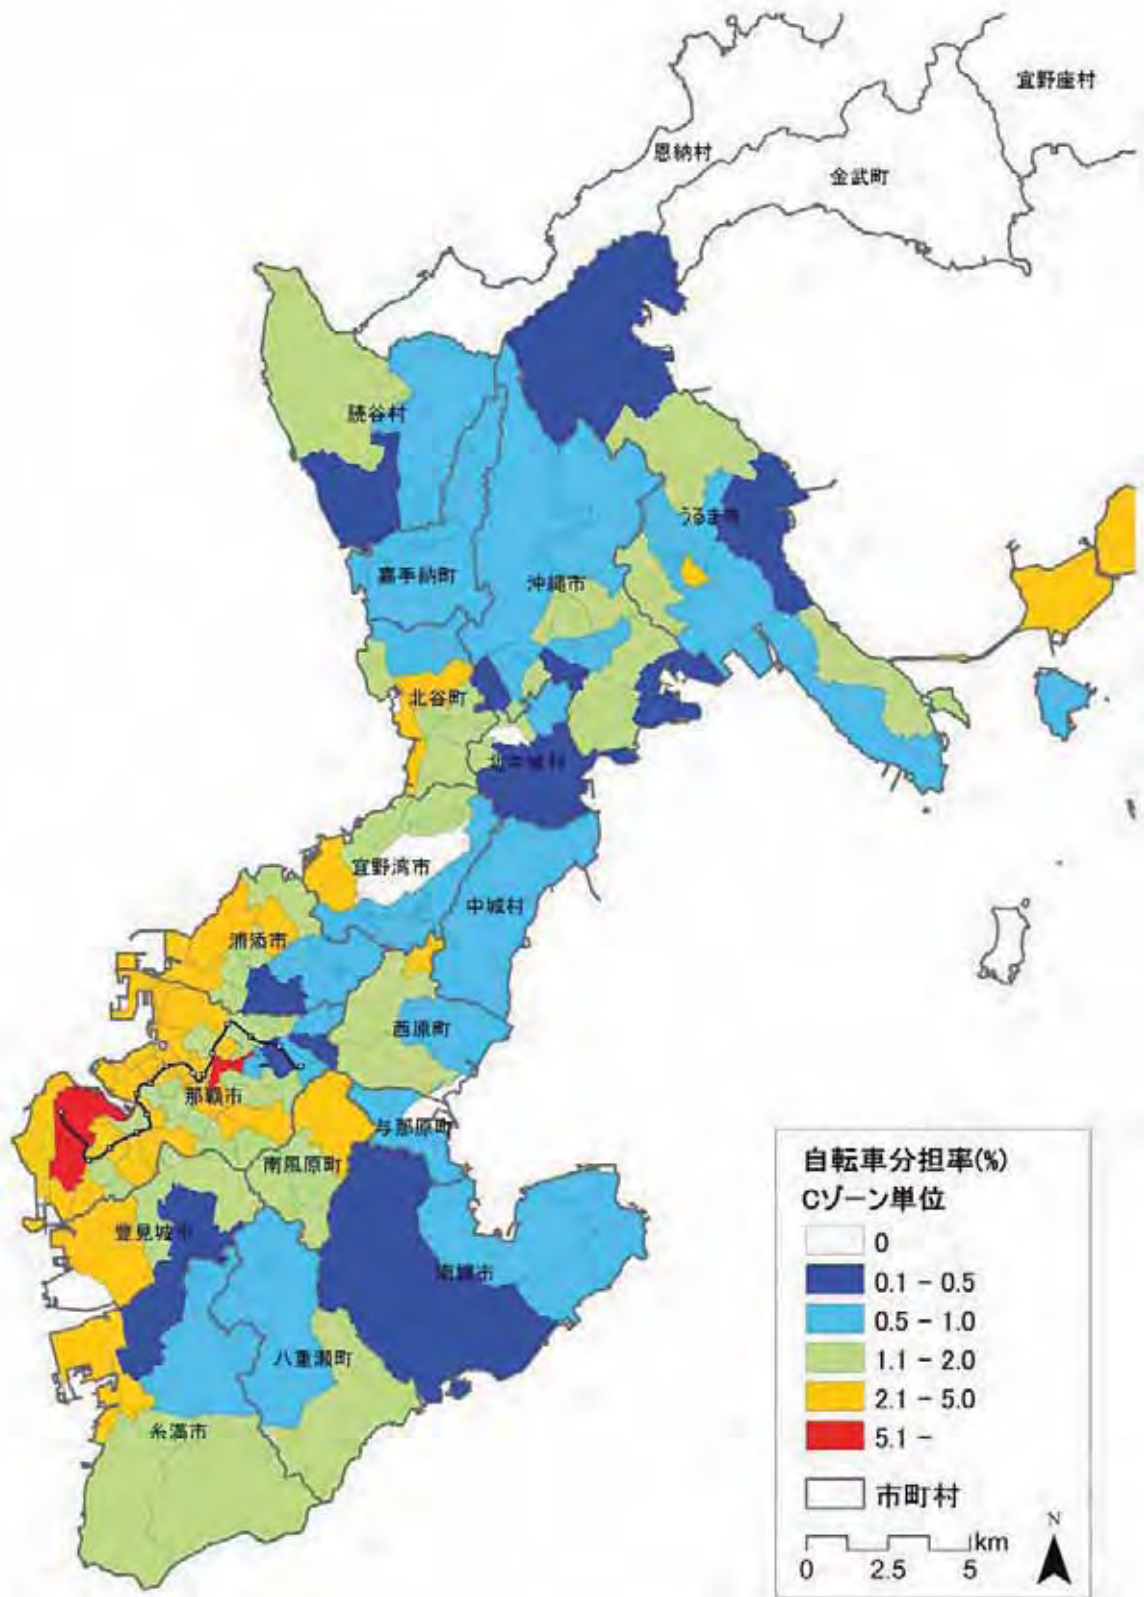 宜野座村
恩納村
金武町
読谷村
うるま市
嘉手納町
沖縄市
北谷町
北中城村
宜野湾市
中城村
浦添市
西原町
那覇市
与那原町
南風原町
豊見城市
南城市
八重瀬町
糸満市
自転車分担率(%)
Cゾーン単位
0
0.1 - 0.5
0.5 - 1.0
1.1 - 2.0
2.1 - 5.0
5.1 -
市町村
N
km
0 2.5 5